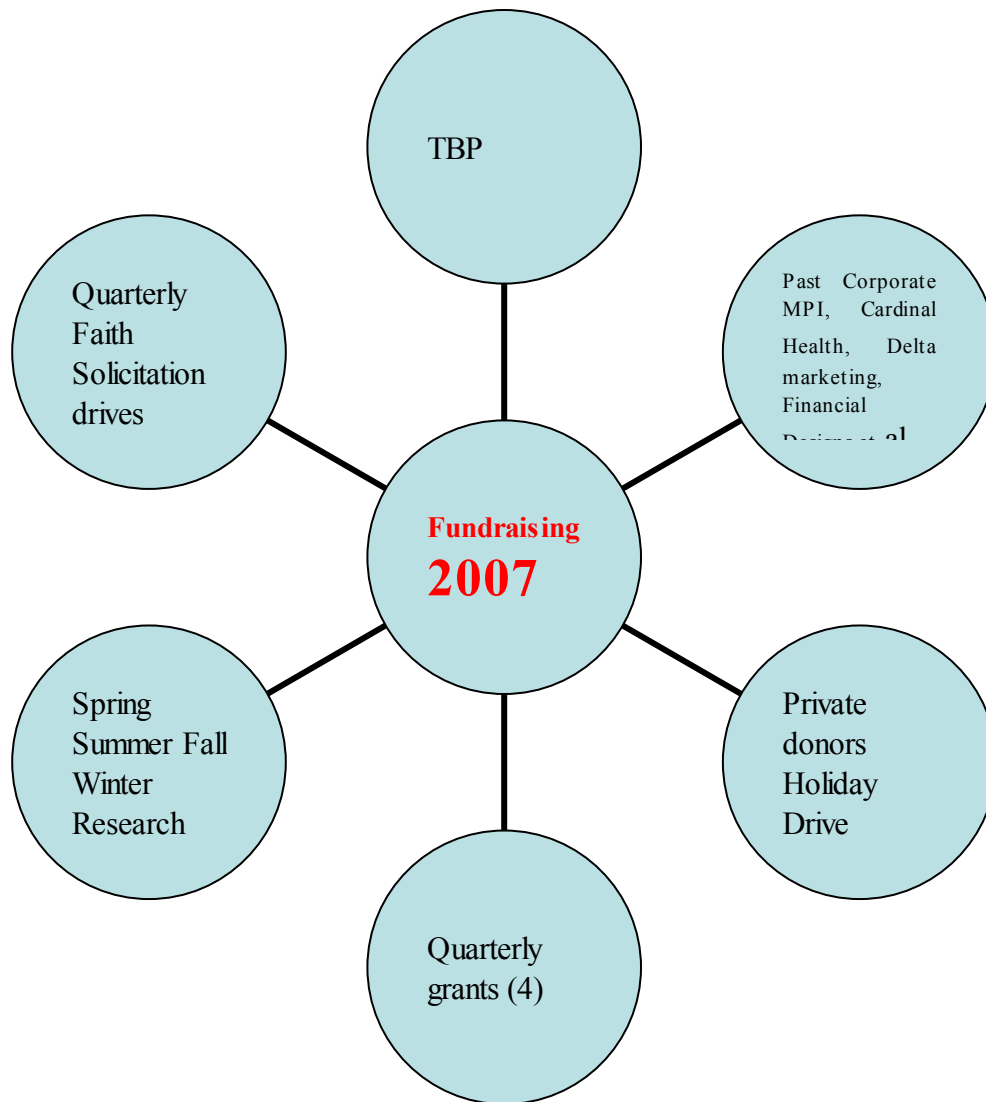 TBP
Quarterly
Faith
Solicitation
drives
Past Corporate
MPI, Cardinal
Health, Delta
marketing,
Financial
al
Fundraising
2007
Spring
Summer Fall
Winter
Research
Private
donors
Holiday
Drive
Quarterly
grants (4)